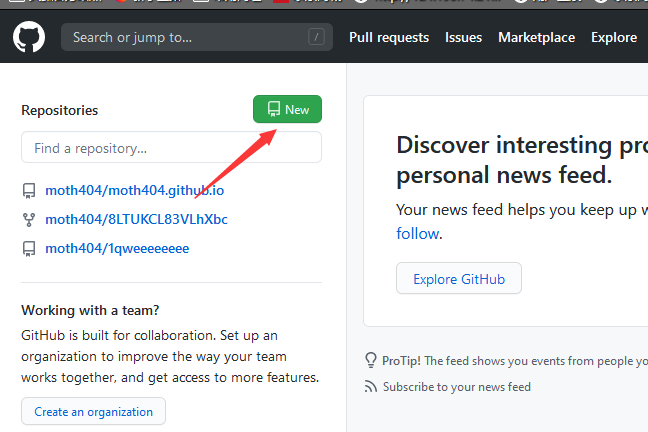 Search or jump to... /
Pull requests Issues Marketplace Explore
Repositories
New
Find a repository...
moth404/moth404.github.io
moth404/8LTUKCL83VLhXbc
moth404/1qweeeeeeee
Working with a team?
GitHub is built for collaboration. Set up an
organization to improve the way your team
works together, and get access to more features.
Create an organization
Discover interesting
personal news feed.
Your news feed helps you keep up
follow.
Explore GitHub
ProTip! The feed shows you events from people
Subscribe to your news feed